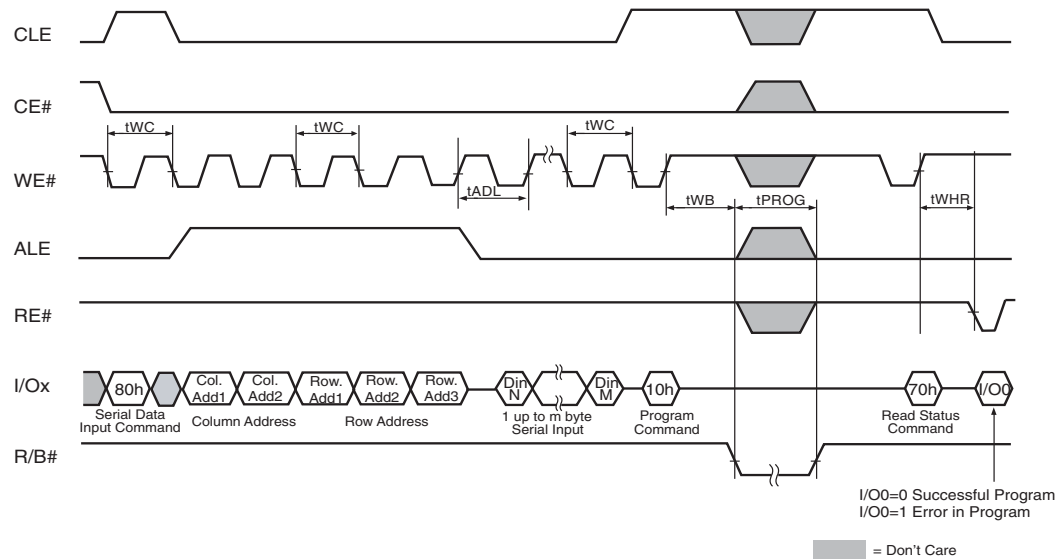 CLE
CE#
tWC
tWC
tWC
WE#
tADL
tWB
tPROG
tWHR
ALE
RE#
I/Ox
80h
Col.
Add1
Col.
Add2
Row.
Add1
Row.
Add2
Row.
Add3
Din
N
Din
M
10h
70h
I/O0
Serial Data
Input Command
Column Address
Row Address
1 up to m byte
Serial Input
Program
Command
Read Status
Command
R/B#
I/O0=0 Successful Program
I/O0=1 Error in Program
= Don't Care